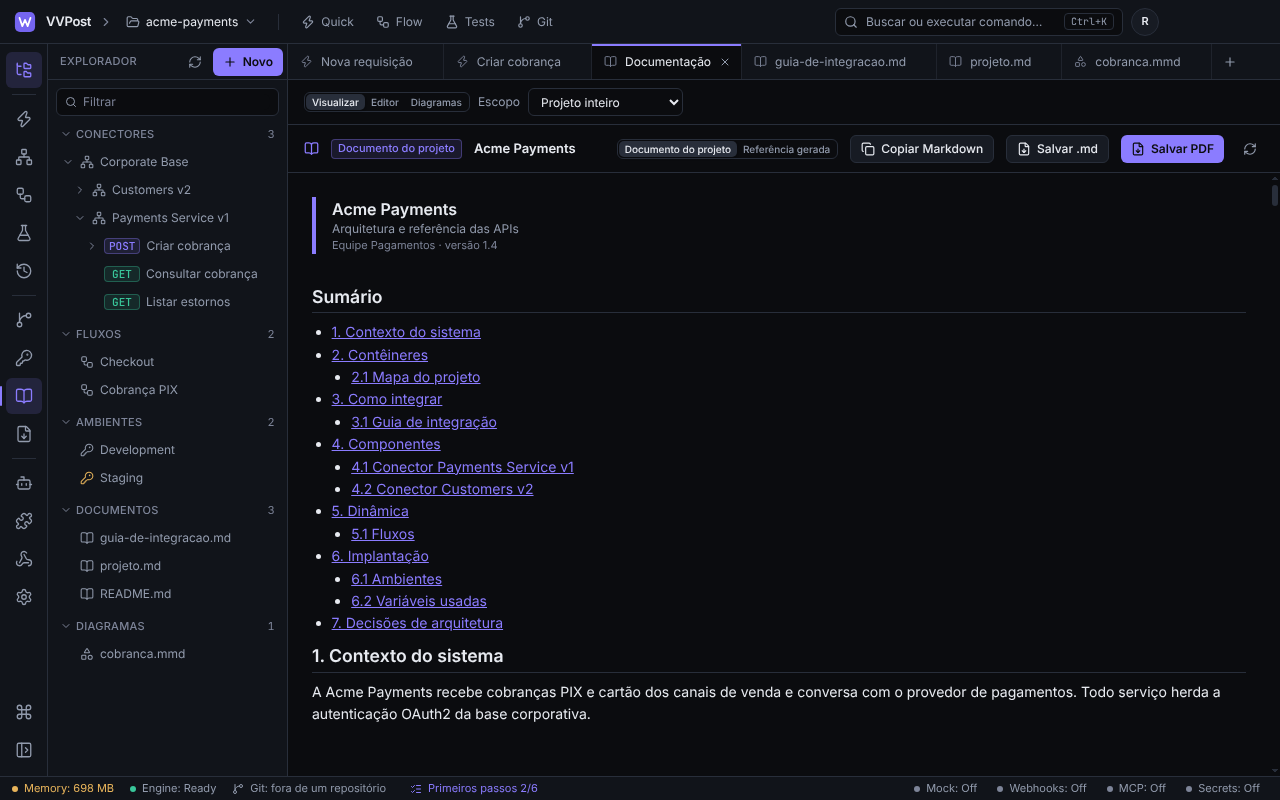 VVPost
acme-payments
Quick
Flow
Tests
Git
Buscar ou executar comando...
Ctrl+K
R
EXPLORADOR
Novo
Nova requisição
Criar cobrança
Documentação
guia-de-integracao.md
projeto.md
cobranca.mmd
Filtrar
CONECTORES 3
Corporate Base
Customers v2
Payments Service v1
POST Criar cobrança
GET Consultar cobrança
GET Listar estornos
FLUXOS 2
Checkout
Cobrança PIX
AMBIENTES 2
Development
Staging
DOCUMENTOS 3
guia-de-integracao.md
projeto.md
README.md
DIAGRAMAS 1
cobranca.mmd
Visualizar Editor Diagramas Escopo Projeto inteiro
Documento do projeto Acme Payments Documento do projeto Referência gerada Copiar Markdown Salvar .md Salvar PDF
Acme Payments
Arquitetura e referência das APIs
Equipe Pagamentos · versão 1.4
Sumário
1. Contexto do sistema
2. Contêineres
2.1 Mapa do projeto
3. Como integrar
3.1 Guia de integração
4. Componentes
4.1 Conector Payments Service v1
4.2 Conector Customers v2
5. Dinâmica
5.1 Fluxos
6. Implantação
6.1 Ambientes
6.2 Variáveis usadas
7. Decisões de arquitetura
1. Contexto do sistema
A Acme Payments recebe cobranças PIX e cartão dos canais de venda e conversa com o provedor de pagamentos. Todo serviço herda a
autenticação OAuth2 da base corporativa.
Memory: 698 MB
Engine: Ready
Git: fora de um repositório
Primeiros passos 2/6
Mock: Off
Webhooks: Off
MCP: Off
Secrets: Off